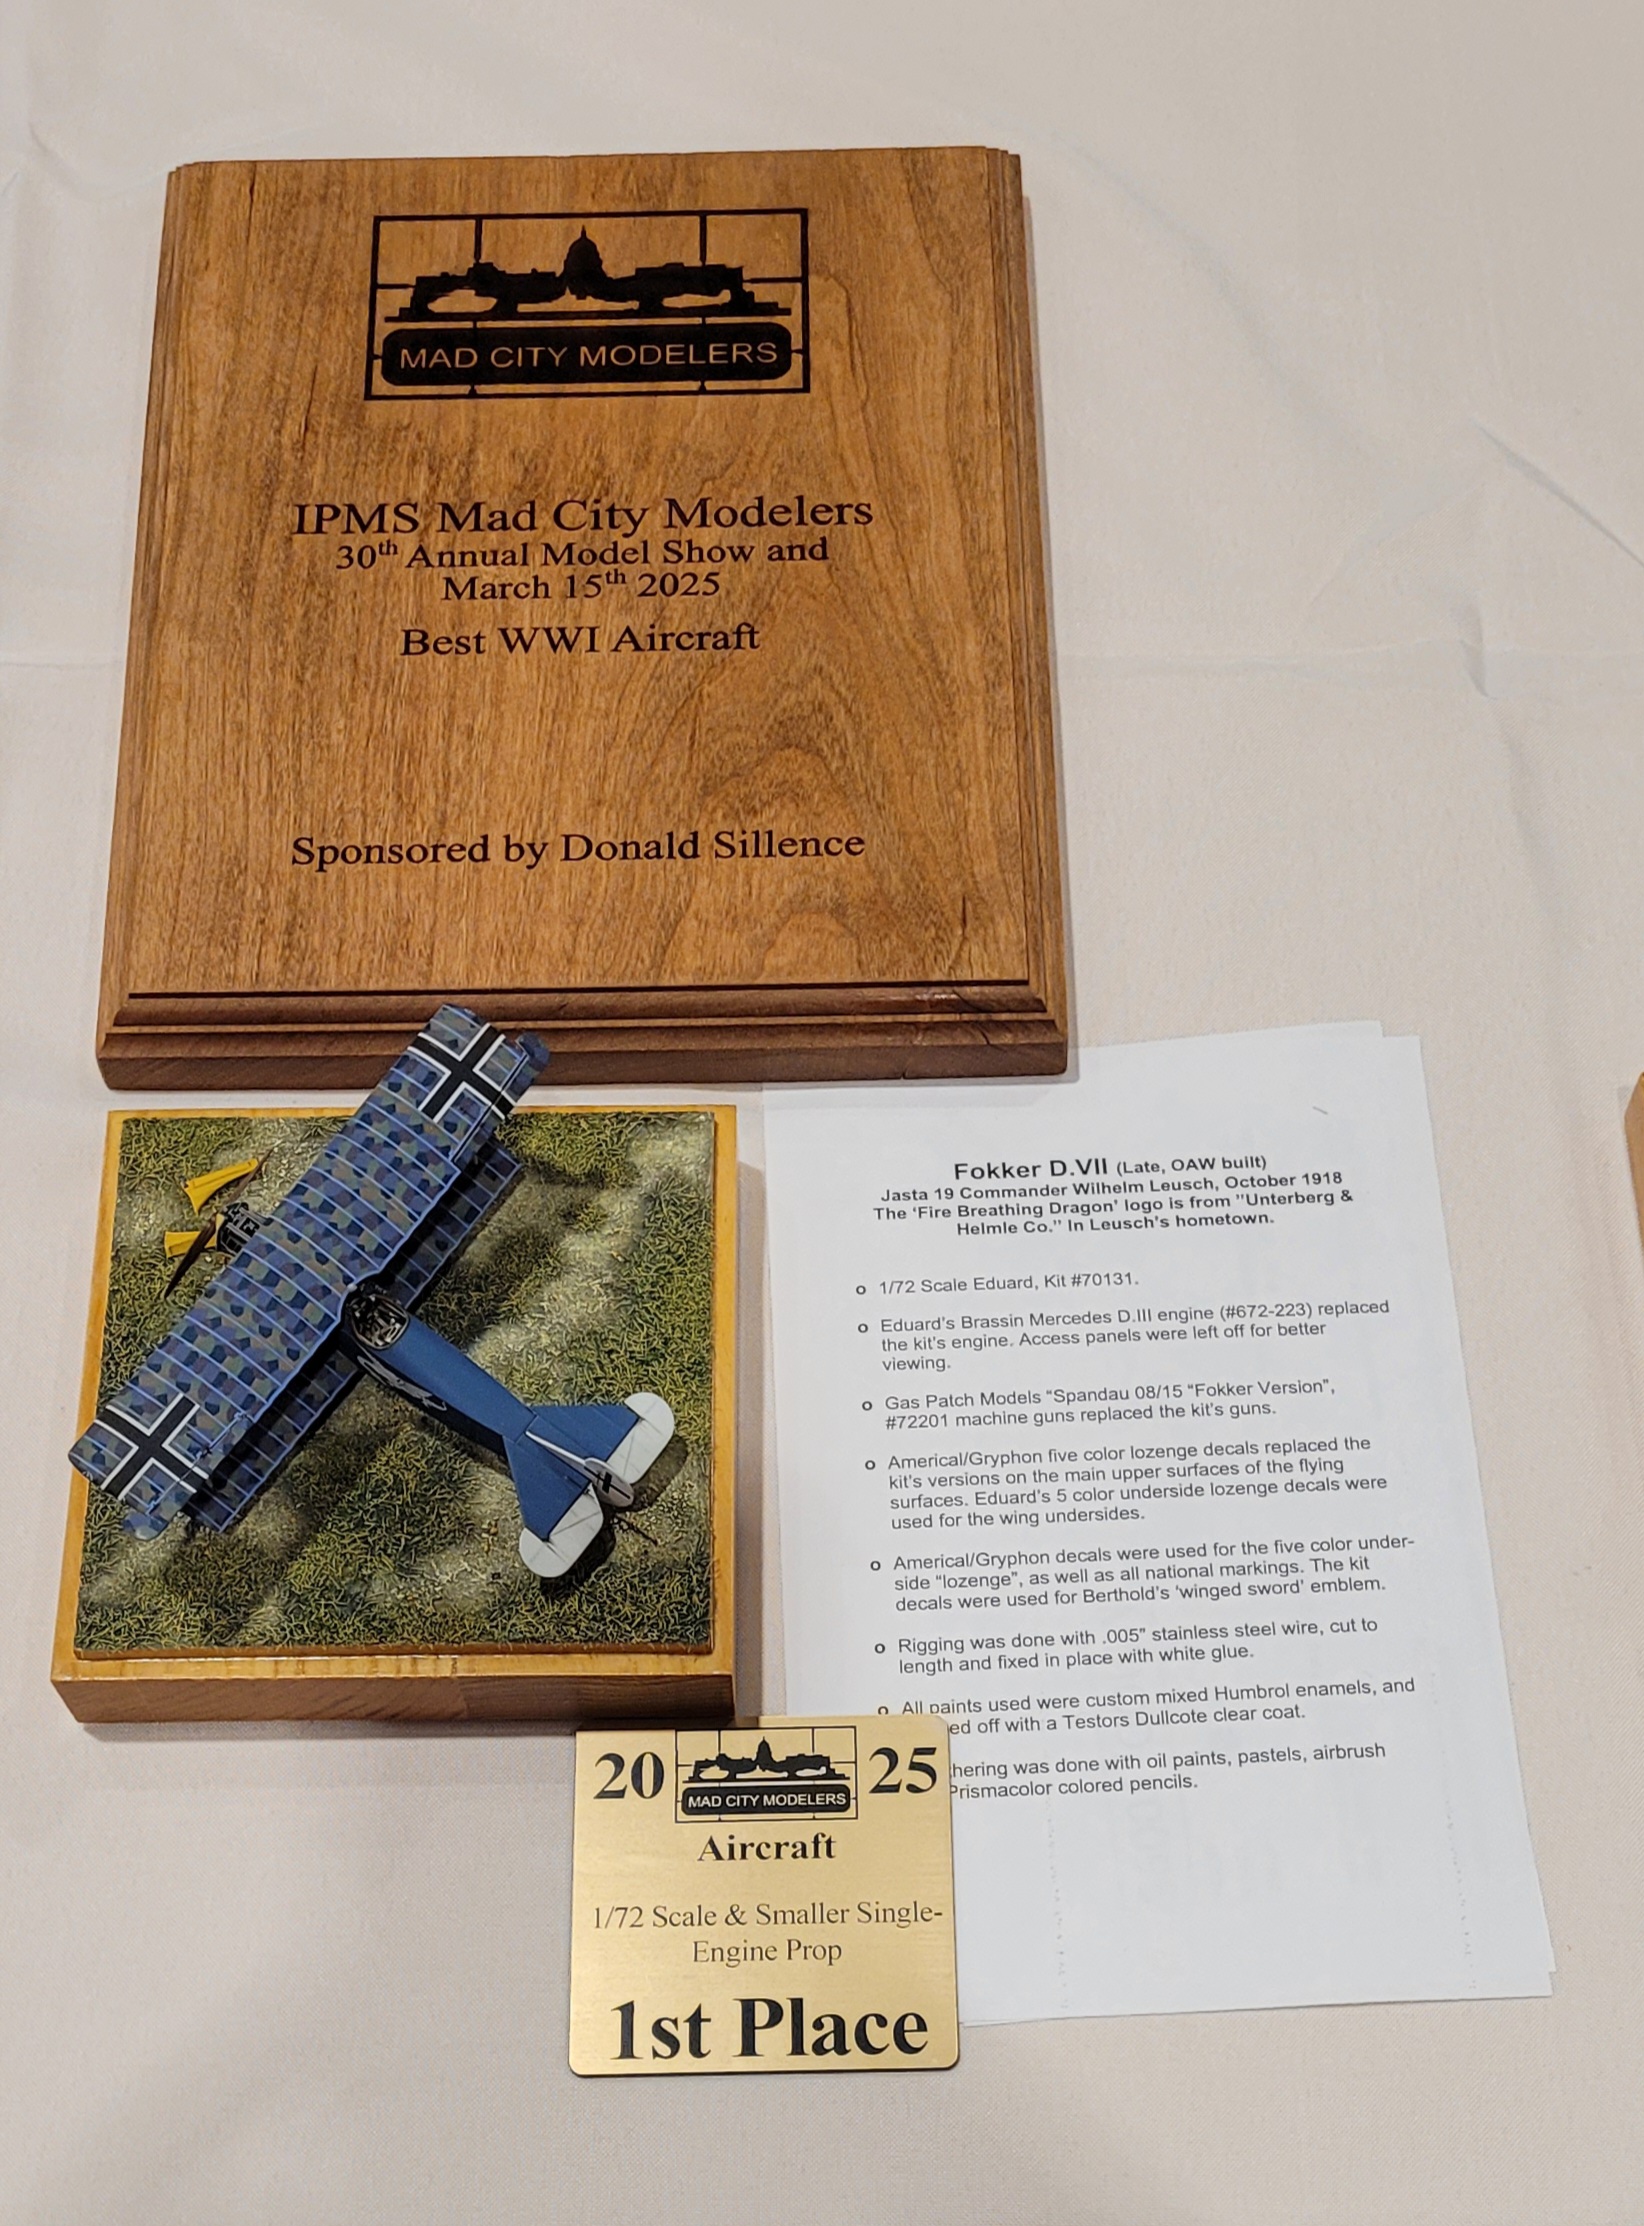 MAD CITY MODELERS
IPMS Mad City Modelers
30th Annual Model Show and
March 15th 2025
Best WWI Aircraft
Sponsored by Donald Sillence
Fokker D.VII (Late, OAW built)
Jasta 19 Commander Wilhelm Leusch, October 1918
The ‘Fire Breathing Dragon’ logo is from "Unterberg &
Helmle Co." In Leusch's hometown.
o 1/72 Scale Eduard, Kit #70131.
o Eduard's Brassin Mercedes D.III engine (#672-223) replaced
the kit's engine. Access panels were left off for better
viewing.
o Gas Patch Models “Spandau 08/15 “Fokker Version”,
#72201 machine guns replaced the kit's guns.
o Americal/Gryphon five color lozenge decals replaced the
kit's versions on the main upper surfaces of the flying
surfaces. Eduard's 5 color underside lozenge decals were
used for the wing undersides.
o Americal/Gryphon decals were used for the five color under-
side “lozenge”, as well as all national markings. The kit
decals were used for Berthold's ‘winged sword’ emblem.
o Rigging was done with .005" stainless steel wire, cut to
length and fixed in place with white glue.
o All paints used were custom mixed Humbrol enamels, and
ed off with a Testors Dullcote clear coat.
hering was done with oil paints, pastels, airbrush
Prismacolor colored pencils.
20 25
MAD CITY MODELERS
Aircraft
1/72 Scale & Smaller Single-
Engine Prop
1st Place